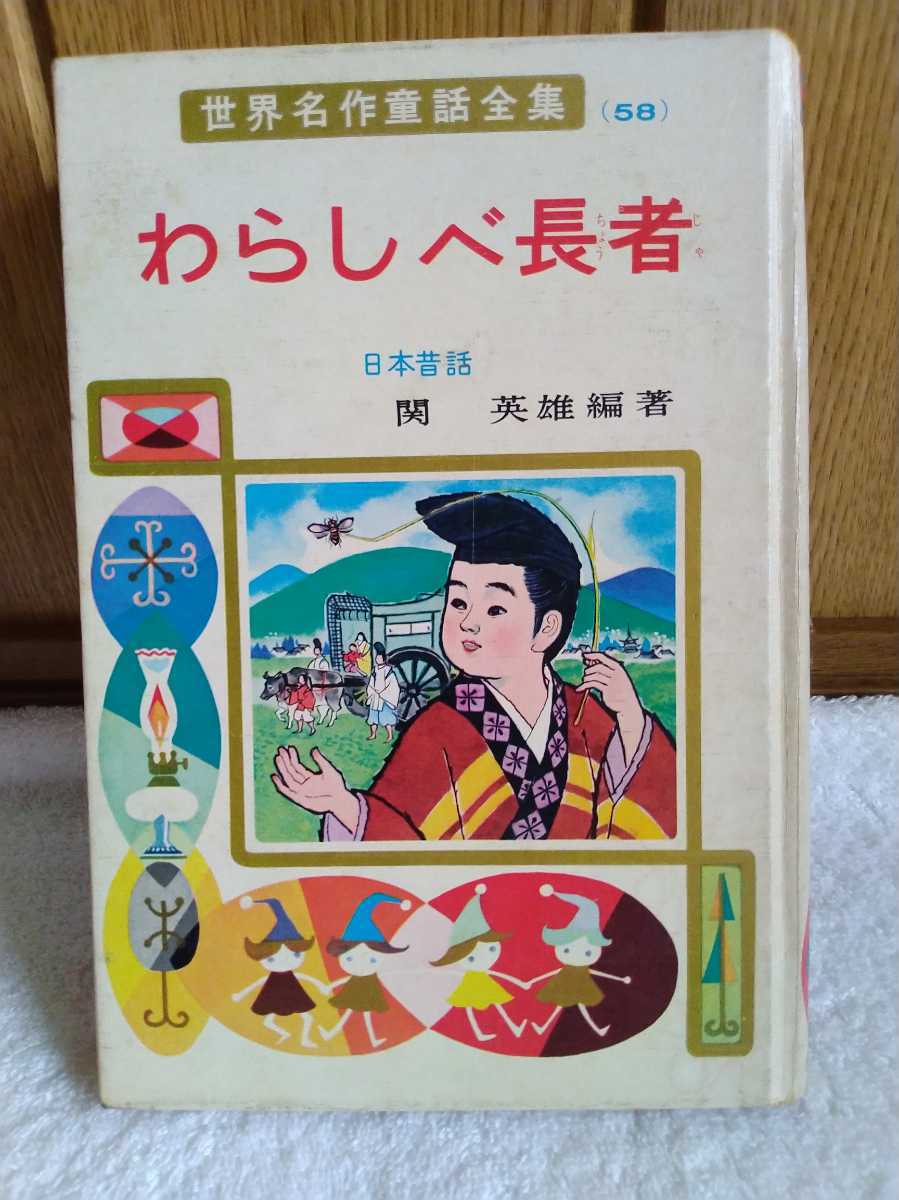 世界名作童話全集 (58)
わらしべ長者
ちょう じゃ
日本昔話
関 英雄編著